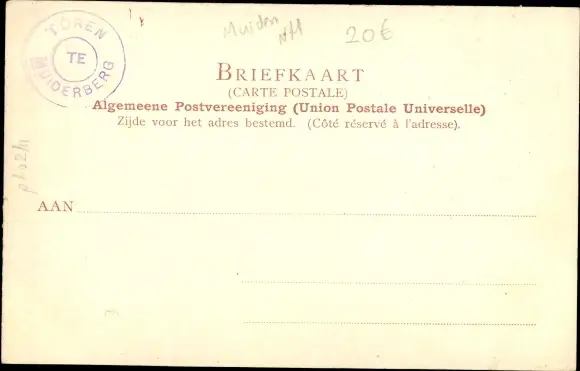 TOREN
TE
MUIDERBERG
Muiden
NH
20€
BRIEFKAART
(CARTE POSTALE)
Algemeene Postvereeniging (Union Postale Universelle)
Zijde voor het adres bestemd. (Côté réservé à l'adresse).
AAN